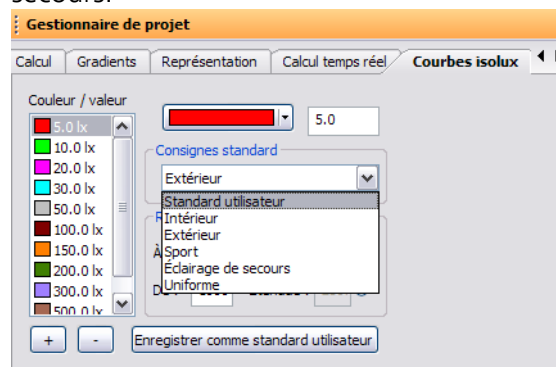 secours.
Gestionnaire de projet
Calcul Gradients Représentation Calcul temps réel Courbes isolux
Couleur / valeur
5.0 lx
10.0 lx
20.0 lx
30.0 lx
50.0 lx
100.0 lx
150.0 lx
200.0 lx
300.0 lx
500.0 lx
5.0
Consignes standard
Extérieur
Standard utilisateur
Intérieur
Extérieur
Sport
Éclairage de secours
Uniforme
+ - Enregistrer comme standard utilisateur